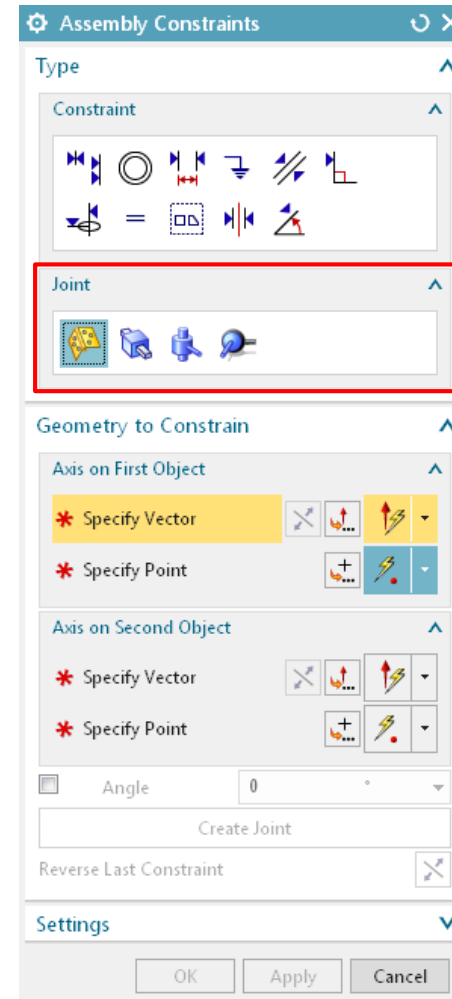 Assembly Constraints
Type
Constraint
Joint
Geometry to Constrain
Axis on First Object
* Specify Vector
* Specify Point
Axis on Second Object
* Specify Vector
* Specify Point
Angle 0 °
Create Joint
Reverse Last Constraint
Settings
OK Apply Cancel